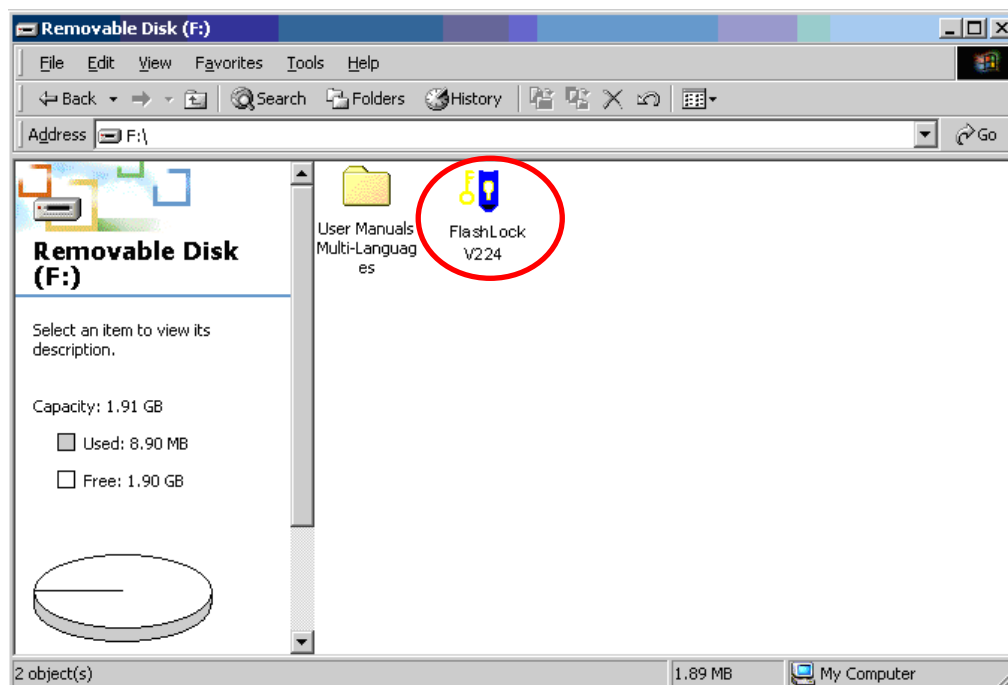 Removable Disk (F:)
File Edit View Favorites Tools Help
Back Search Folders History
Address F:\ Go
Removable Disk
(F:)
Select an item to view its
description.
Capacity: 1.91 GB
Used: 8.90 MB
Free: 1.90 GB
User Manuals
Multi-Languag
es
FlashLock
V224
2 object(s) 1.89 MB My Computer